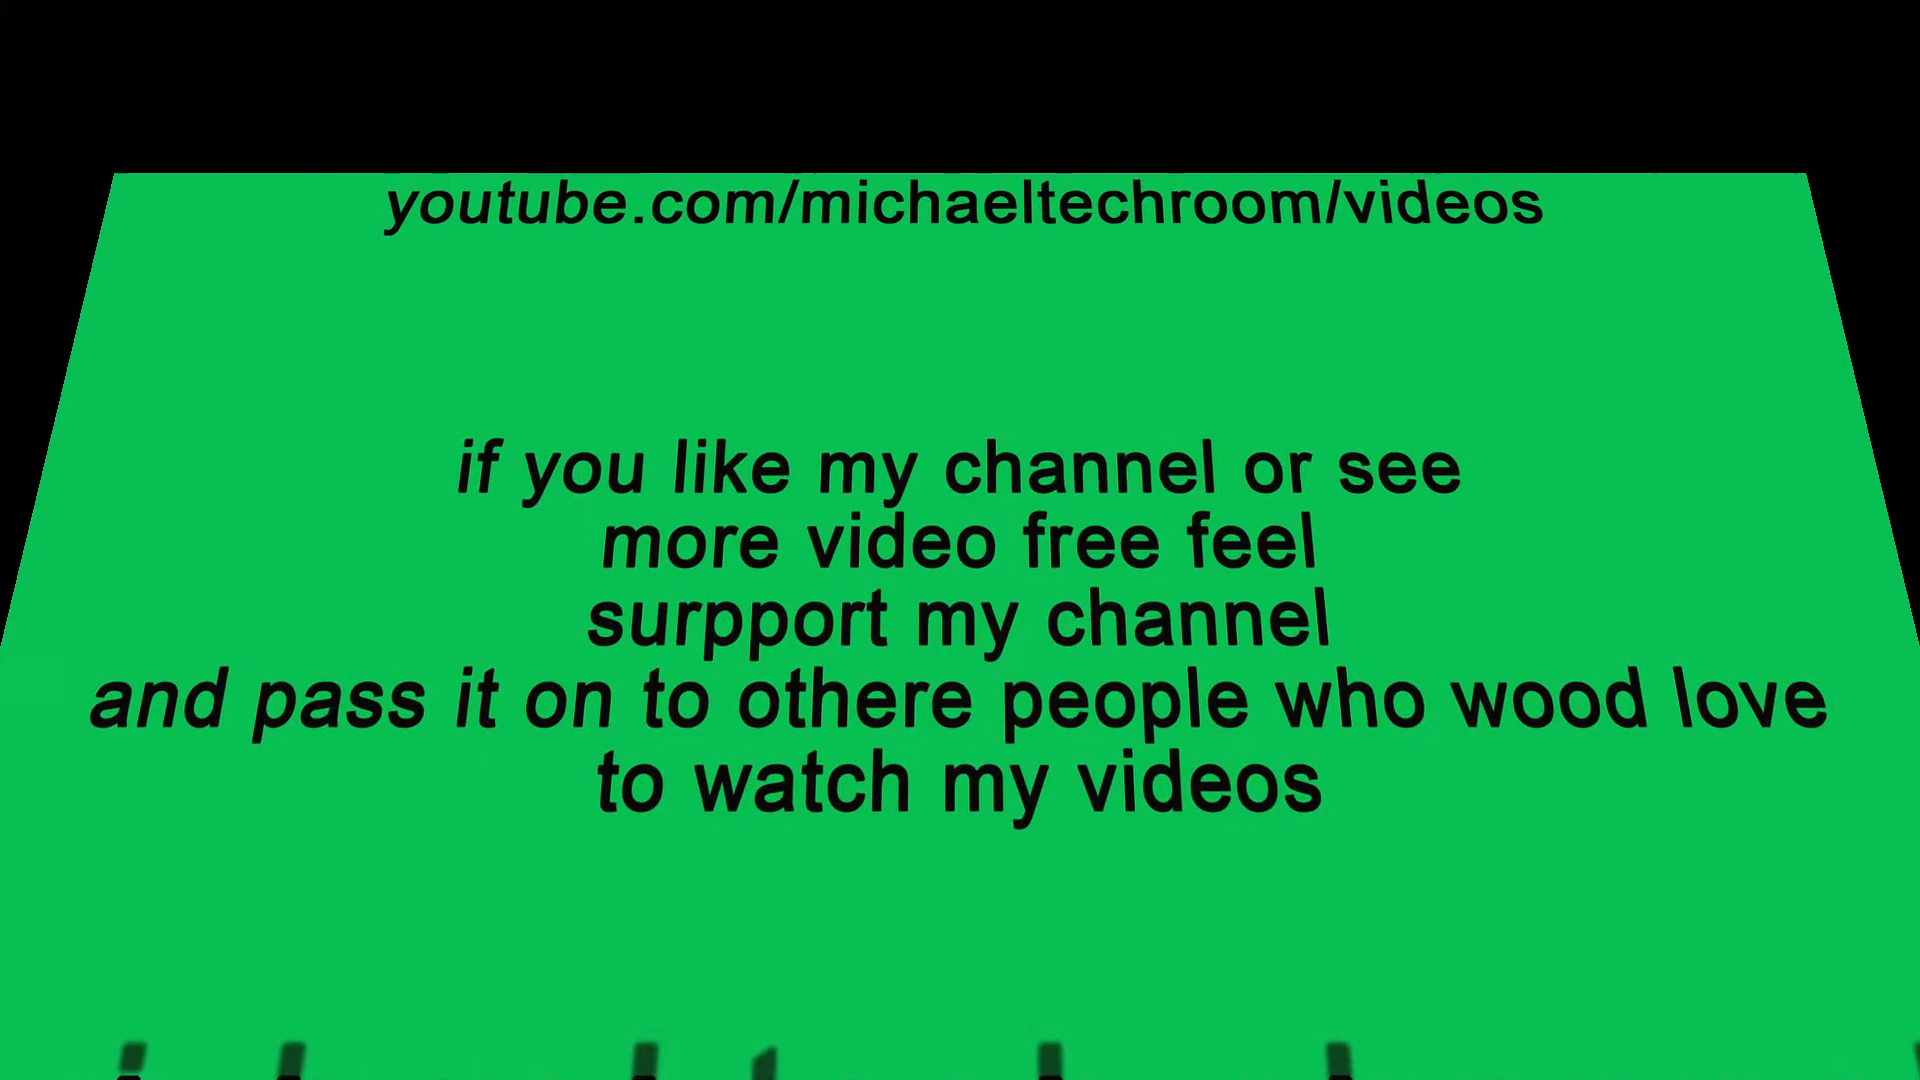 youtube.com/michaeltechroom/videos
if you like my channel or see
more video free feel
surpport my channel
and pass it on to othere people who wood love
to watch my videos